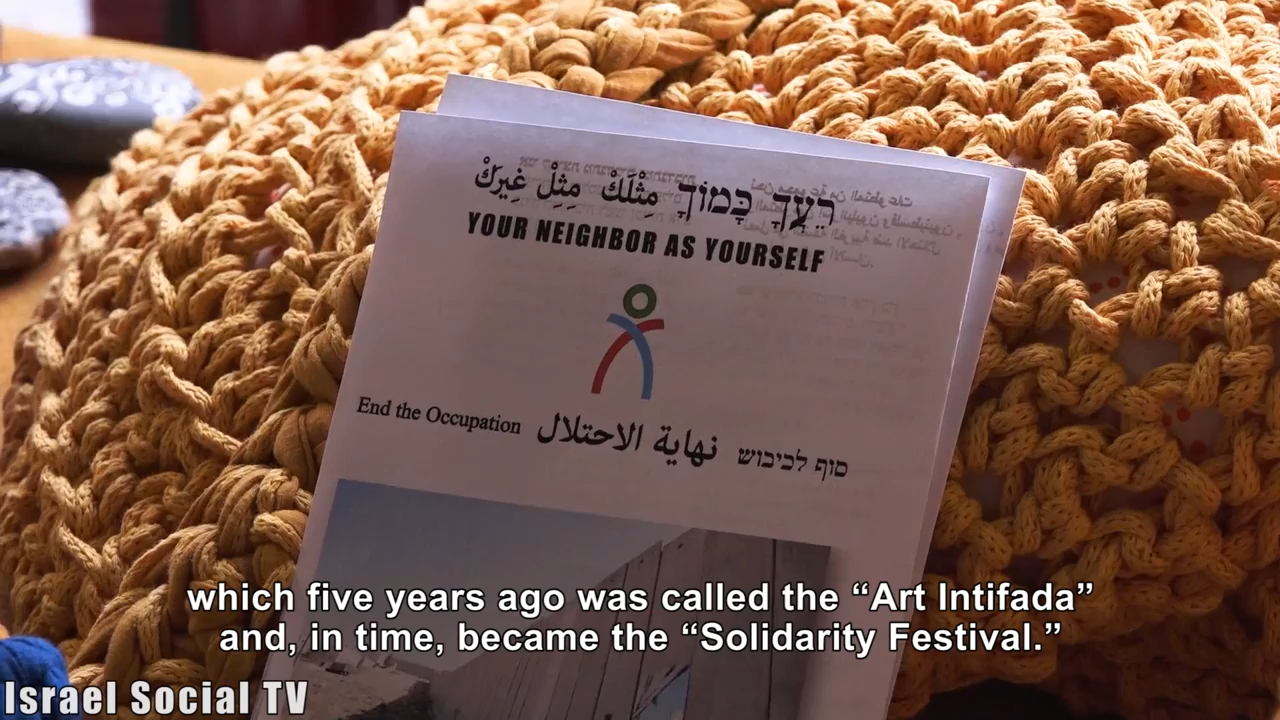 רֵעֲךָ כָּמוֹךָ مِثْلَكْ مِثِلْ غِيرَكْ
YOUR NEIGHBOR AS YOURSELF
End the Occupation نهاية الاحتلال סוף לכיבוש
which five years ago was called the “Art Intifada”
and, in time, became the “Solidarity Festival.”
Israel Social TV